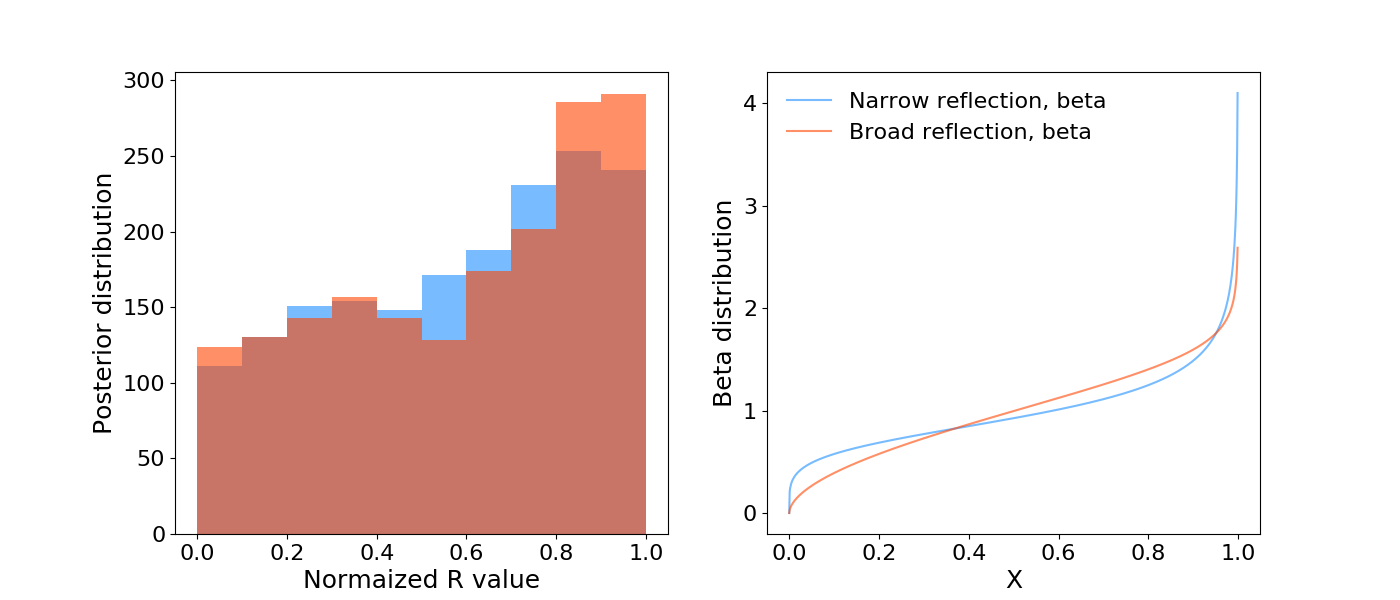 Posterior distribution
300
250
200
150
100
50
0
0.0 0.2 0.4 0.6 0.8 1.0
Normaized R value
Beta distribution
4
3
2
1
0
0.0 0.2 0.4 0.6 0.8 1.0
X
Narrow reflection, beta
Broad reflection, beta